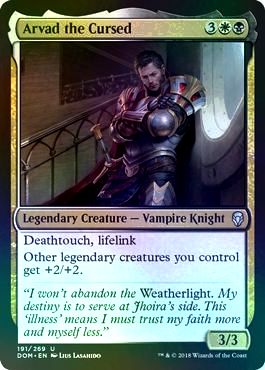 Arvad the Cursed 3
Legendary Creature — Vampire Knight
Deathtouch, lifelink
Other legendary creatures you control
get +2/+2.
“I won’t abandon the Weatherlight. My
destiny is to serve at Jhoira’s side. This
‘illness’ means I must trust my faith more
and myself less.”
3/3
191/269 U
DOM • EN Lius Lasahido
™ & © 2018 Wizards of the Coast